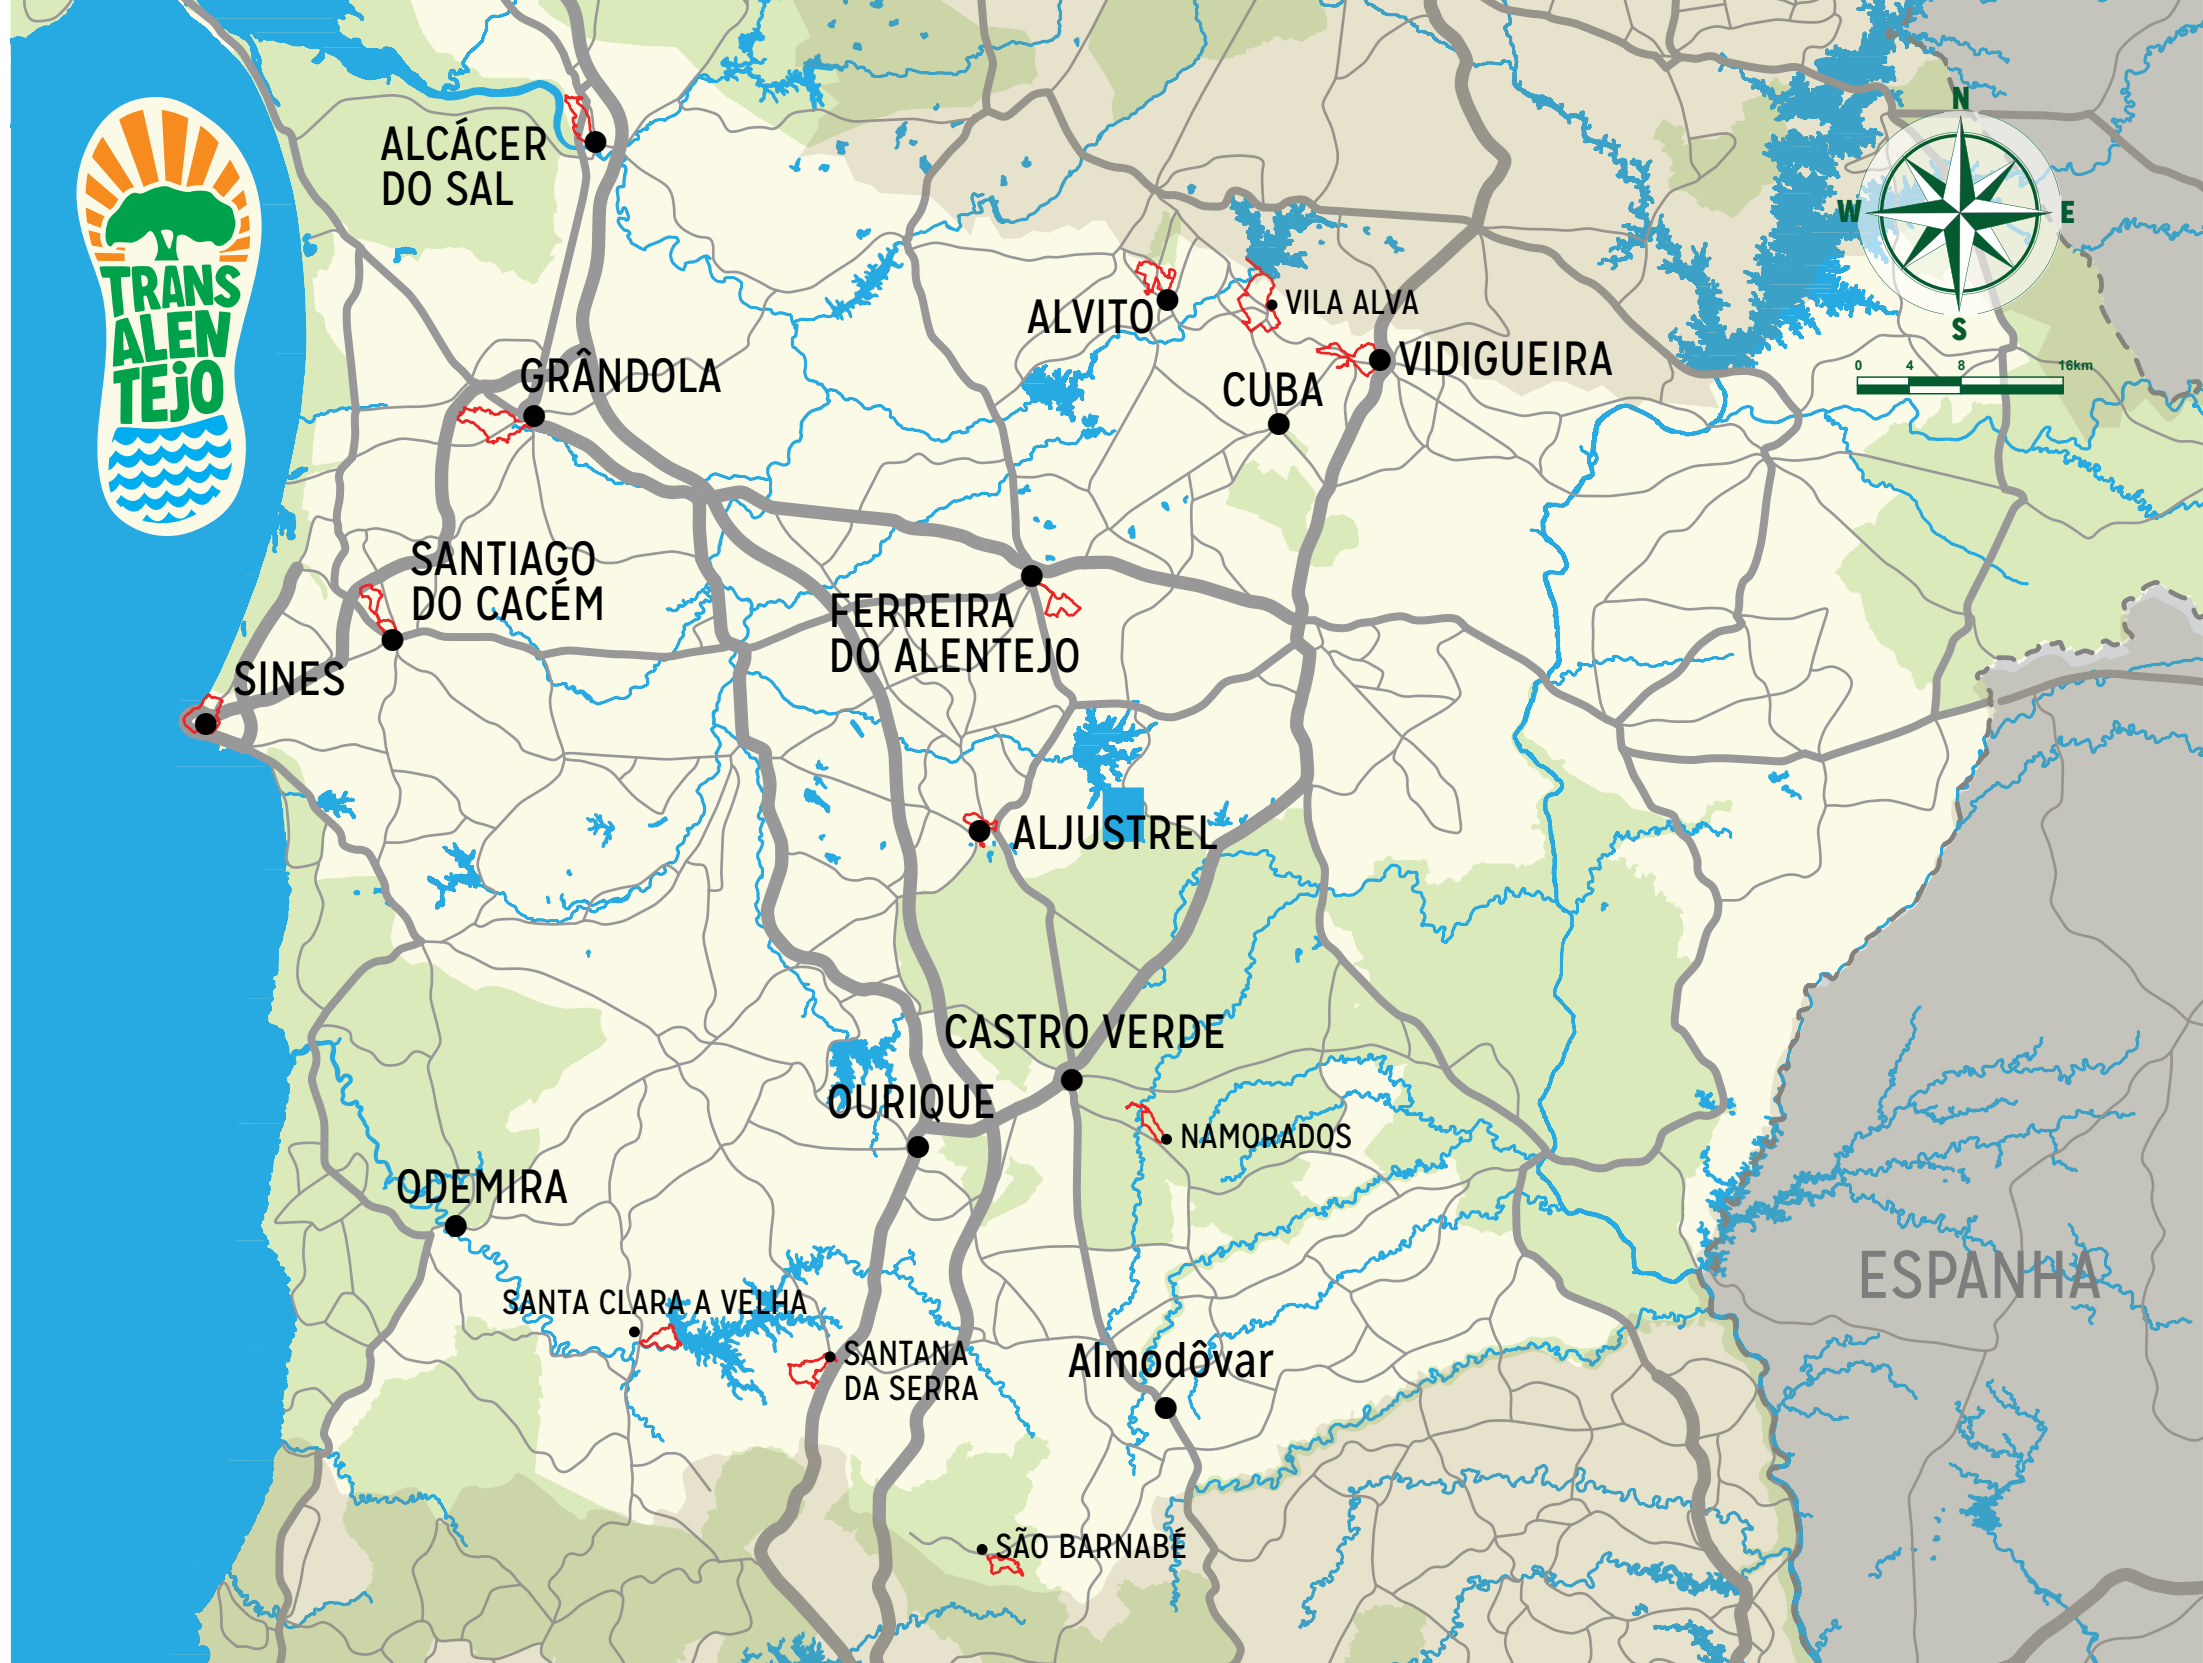 N
W
E
S
0 4 8 16km
TRANS
ALEN
TEJO
ALCÁCER
DO SAL
ALVITO
VILA ALVA
VIDIGUEIRA
CUBA
GRÂNDOLA
SANTIAGO
DO CACÉM
FERREIRA
DO ALENTEJO
SINES
ALJUSTREL
CASTRO VERDE
OURIQUE
NAMORADOS
ODEMIRA
ESPANHA
SANTA CLARA A VELHA
SANTANA
DA SERRA
Almodôvar
SÃO BARNABÉ